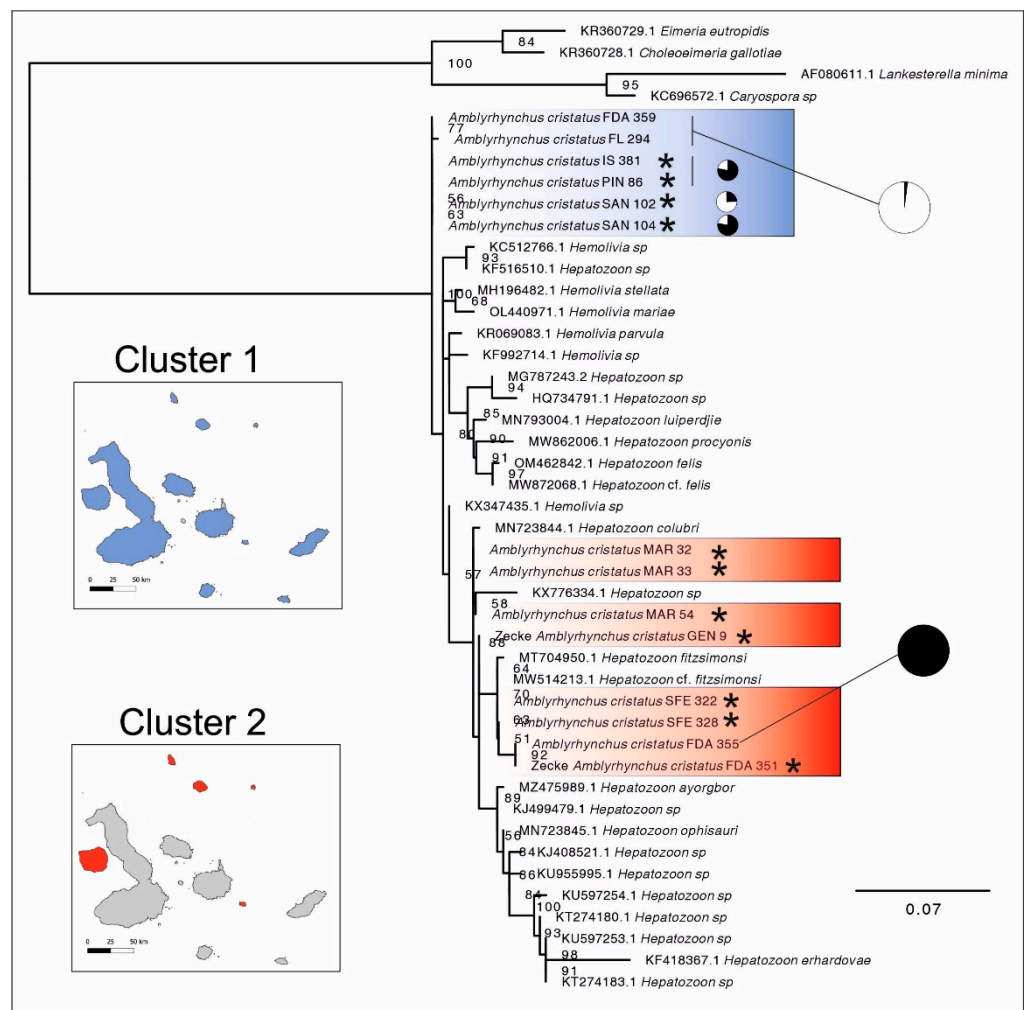 KR360729.1 Eimeria eutropidis
84
KR360728.1 Choleoeimeria gallotiae
100
AF080611.1 Lankesterella minima
95
KC696572.1 Caryospora sp
Amblyrhynchus cristatus FDA 359
77
Amblyrhynchus cristatus FL 294
Amblyrhynchus cristatus IS 381 *
Amblyrhynchus cristatus PIN 86 *
56
Amblyrhynchus cristatus SAN 102 *
63
Amblyrhynchus cristatus SAN 104 *
KC512766.1 Hemolivia sp
93
KF516510.1 Hepatozoon sp
MH196482.1 Hemolivia stellata
100
68
OL440971.1 Hemolivia mariae
KR069083.1 Hemolivia parvula
KF992714.1 Hemolivia sp
MG787243.2 Hepatozoon sp
94
HQ734791.1 Hepatozoon sp
85
MN793004.1 Hepatozoon luiperdjie
80
90
MW862006.1 Hepatozoon procyonis
91
OM462842.1 Hepatozoon felis
97
MW872068.1 Hepatozoon cf. felis
KX347435.1 Hemolivia sp
MN723844.1 Hepatozoon colubri
Amblyrhynchus cristatus MAR 32 *
Amblyrhynchus cristatus MAR 33 *
57
KX776334.1 Hepatozoon sp
58
Amblyrhynchus cristatus MAR 54 *
Zecke Amblyrhynchus cristatus GEN 9 *
88
MT704950.1 Hepatozoon fitzsimonsi
64
MW514213.1 Hepatozoon cf. fitzsimonsi
70
Amblyrhynchus cristatus SFE 322 *
63
Amblyrhynchus cristatus SFE 328 *
51
Amblyrhynchus cristatus FDA 355
92
Zecke Amblyrhynchus cristatus FDA 351 *
MZ475989.1 Hepatozoon ayorgbor
89
KJ499479.1 Hepatozoon sp
MN723845.1 Hepatozoon ophisauri
56
84 KJ408521.1 Hepatozoon sp
86 KU955995.1 Hepatozoon sp
84
KU597254.1 Hepatozoon sp
100
KT274180.1 Hepatozoon sp
93
KU597253.1 Hepatozoon sp
98
KF418367.1 Hepatozoon erhardovae
91
KT274183.1 Hepatozoon sp
0.07
Cluster 1
0 25 50 km
Cluster 2
0 25 50 km